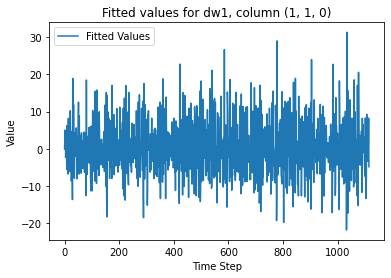 Fitted values for dw1, column (1, 1, 0)
Fitted Values
30
20
10
0
−10
−20
Value
0 200 400 600 800 1000
Time Step